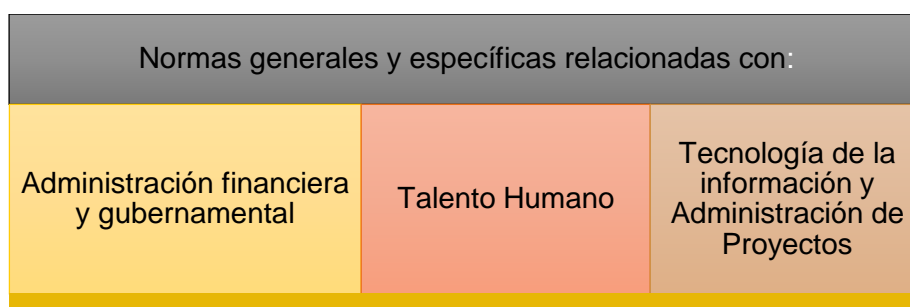 Normas generales y específicas relacionadas con:
Administración financiera
y gubernamental
Talento Humano
Tecnología de la
información y
Administración de
Proyectos